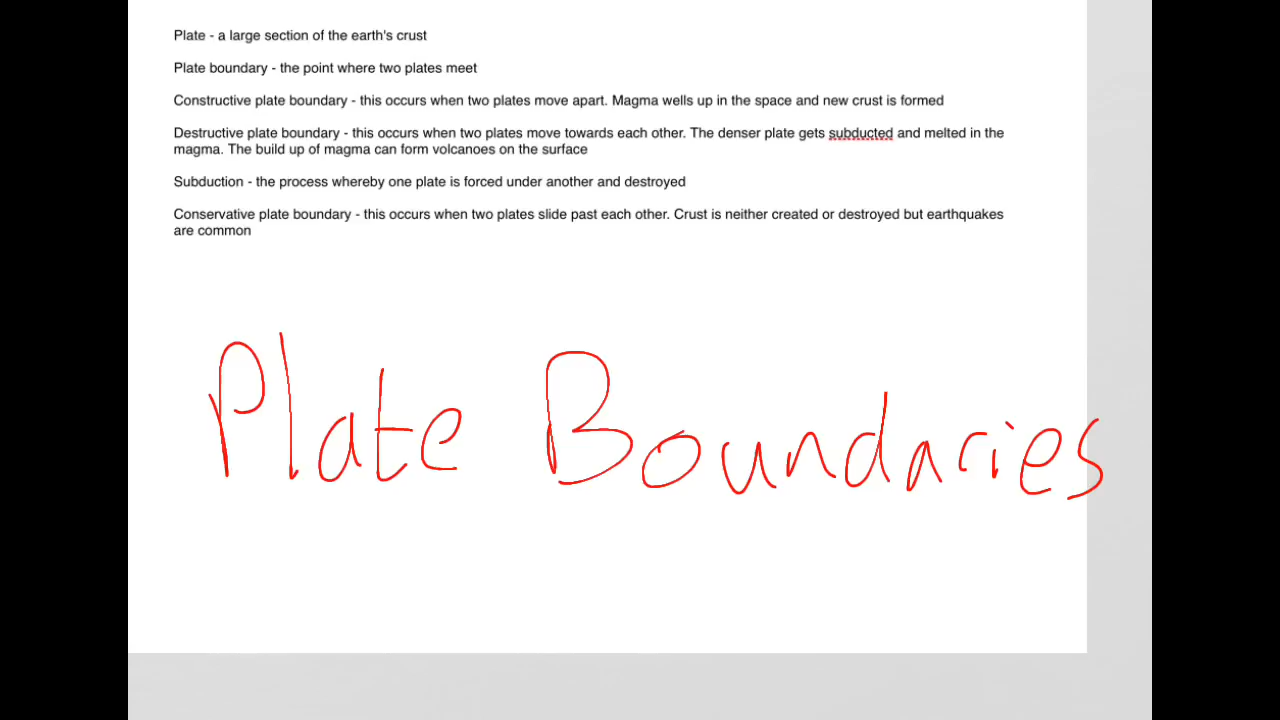 Plate - a large section of the earth's crust
Plate boundary - the point where two plates meet
Constructive plate boundary - this occurs when two plates move apart. Magma wells up in the space and new crust is formed
Destructive plate boundary - this occurs when two plates move towards each other. The denser plate gets subducted and melted in the
magma. The build up of magma can form volcanoes on the surface
Subduction - the process whereby one plate is forced under another and destroyed
Conservative plate boundary - this occurs when two plates slide past each other. Crust is neither created or destroyed but earthquakes
are common
Plate Boundaries